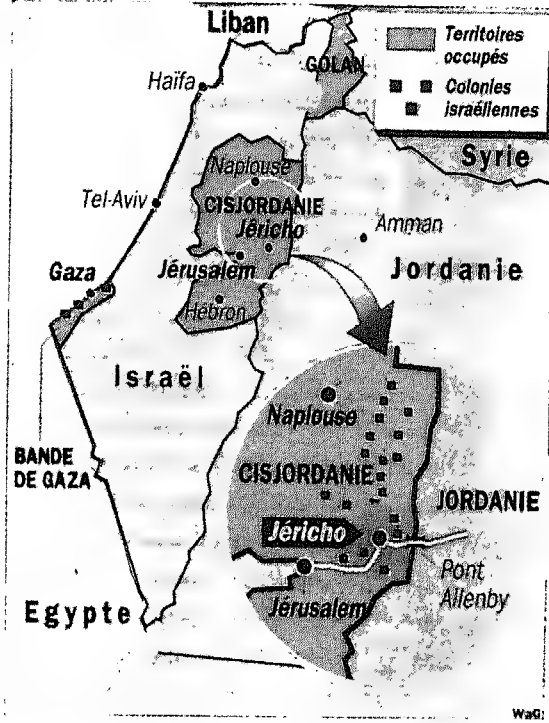 Liban
GOLAN
Territoires
occupés
Colonies
israéliennes
Haïfa
Syrie
Naplouse
Tel-Aviv
CISJORDANIE
Jéricho
Amman
Gaza
Jérusalem
Jordanie
Hébron
Israël
Naplouse
BANDE
DE GAZA
CISJORDANIE
JORDANIE
Jéricho
Pont
Allenby
Jérusalem
Egypte
WaG